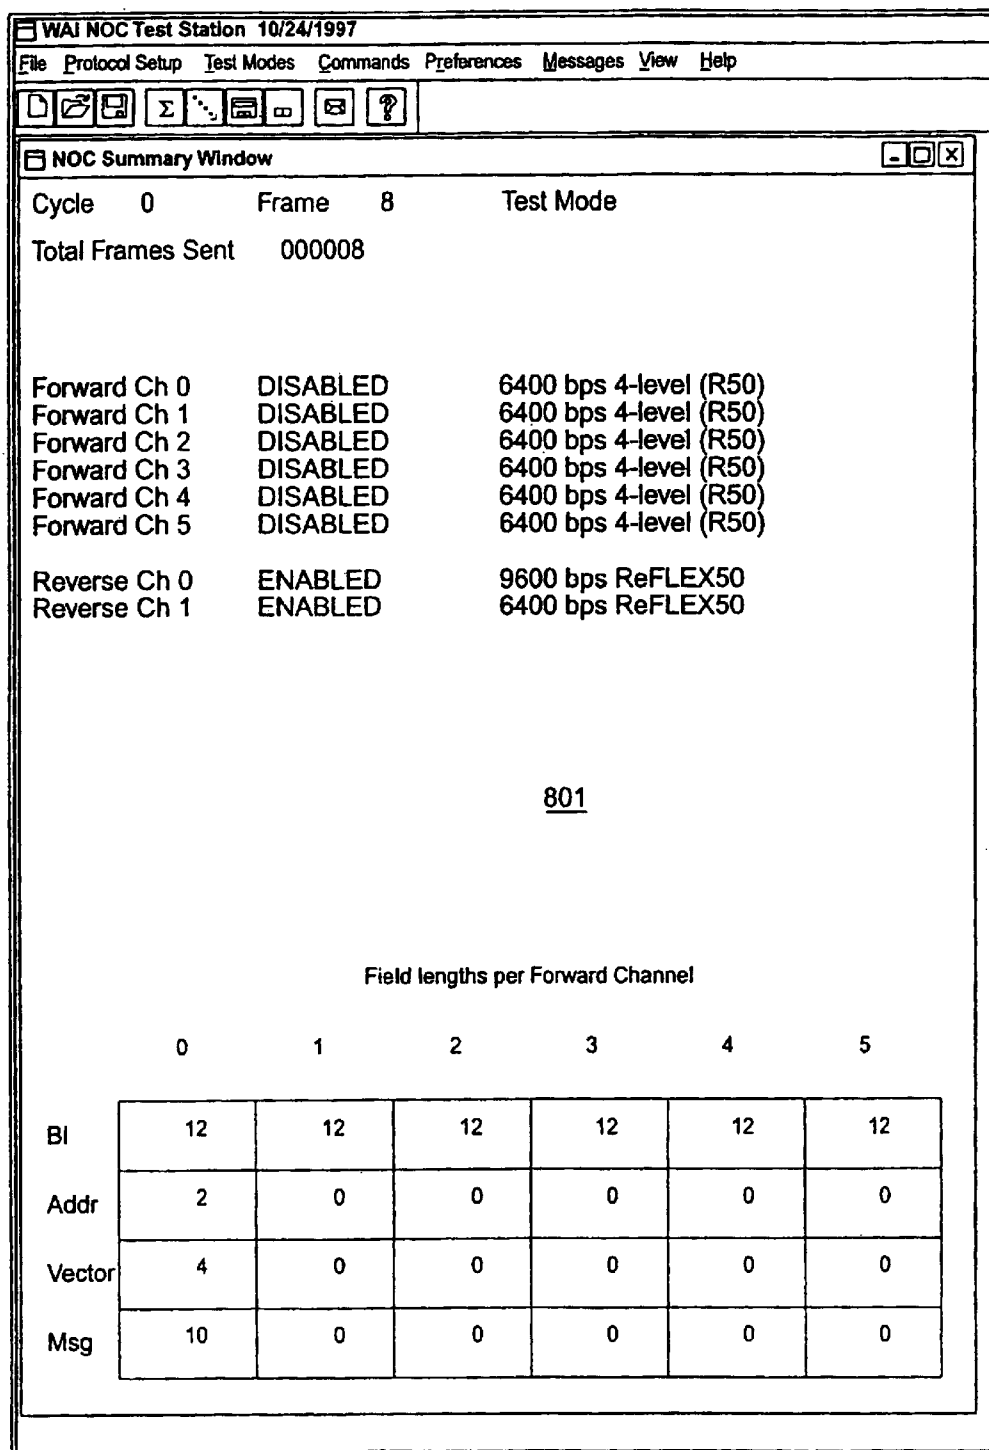 WAI NOC Test Station 10/24/1997
File Protocol Setup Test Modes Commands Preferences Messages View Help
Σ ?
NOC Summary Window
Cycle 0 Frame 8 Test Mode
Total Frames Sent 000008
Forward Ch 0 DISABLED 6400 bps 4-level (R50)
Forward Ch 1 DISABLED 6400 bps 4-level (R50)
Forward Ch 2 DISABLED 6400 bps 4-level (R50)
Forward Ch 3 DISABLED 6400 bps 4-level (R50)
Forward Ch 4 DISABLED 6400 bps 4-level (R50)
Forward Ch 5 DISABLED 6400 bps 4-level (R50)
Reverse Ch 0 ENABLED 9600 bps ReFLEX50
Reverse Ch 1 ENABLED 6400 bps ReFLEX50
801
Field lengths per Forward Channel
0 1 2 3 4 5
BI 12 12 12 12 12 12
Addr 2 0 0 0 0 0
Vector 4 0 0 0 0 0
Msg 10 0 0 0 0 0